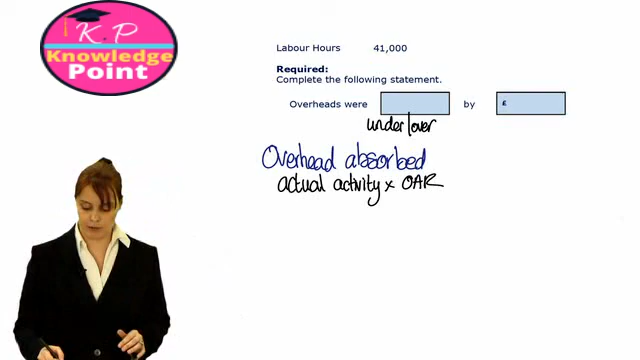 K.P
Knowledge
Point
Labour Hours 41,000
Required:
Complete the following statement.
Overheads were by £
under/over
Overhead absorbed
actual activity x OAR